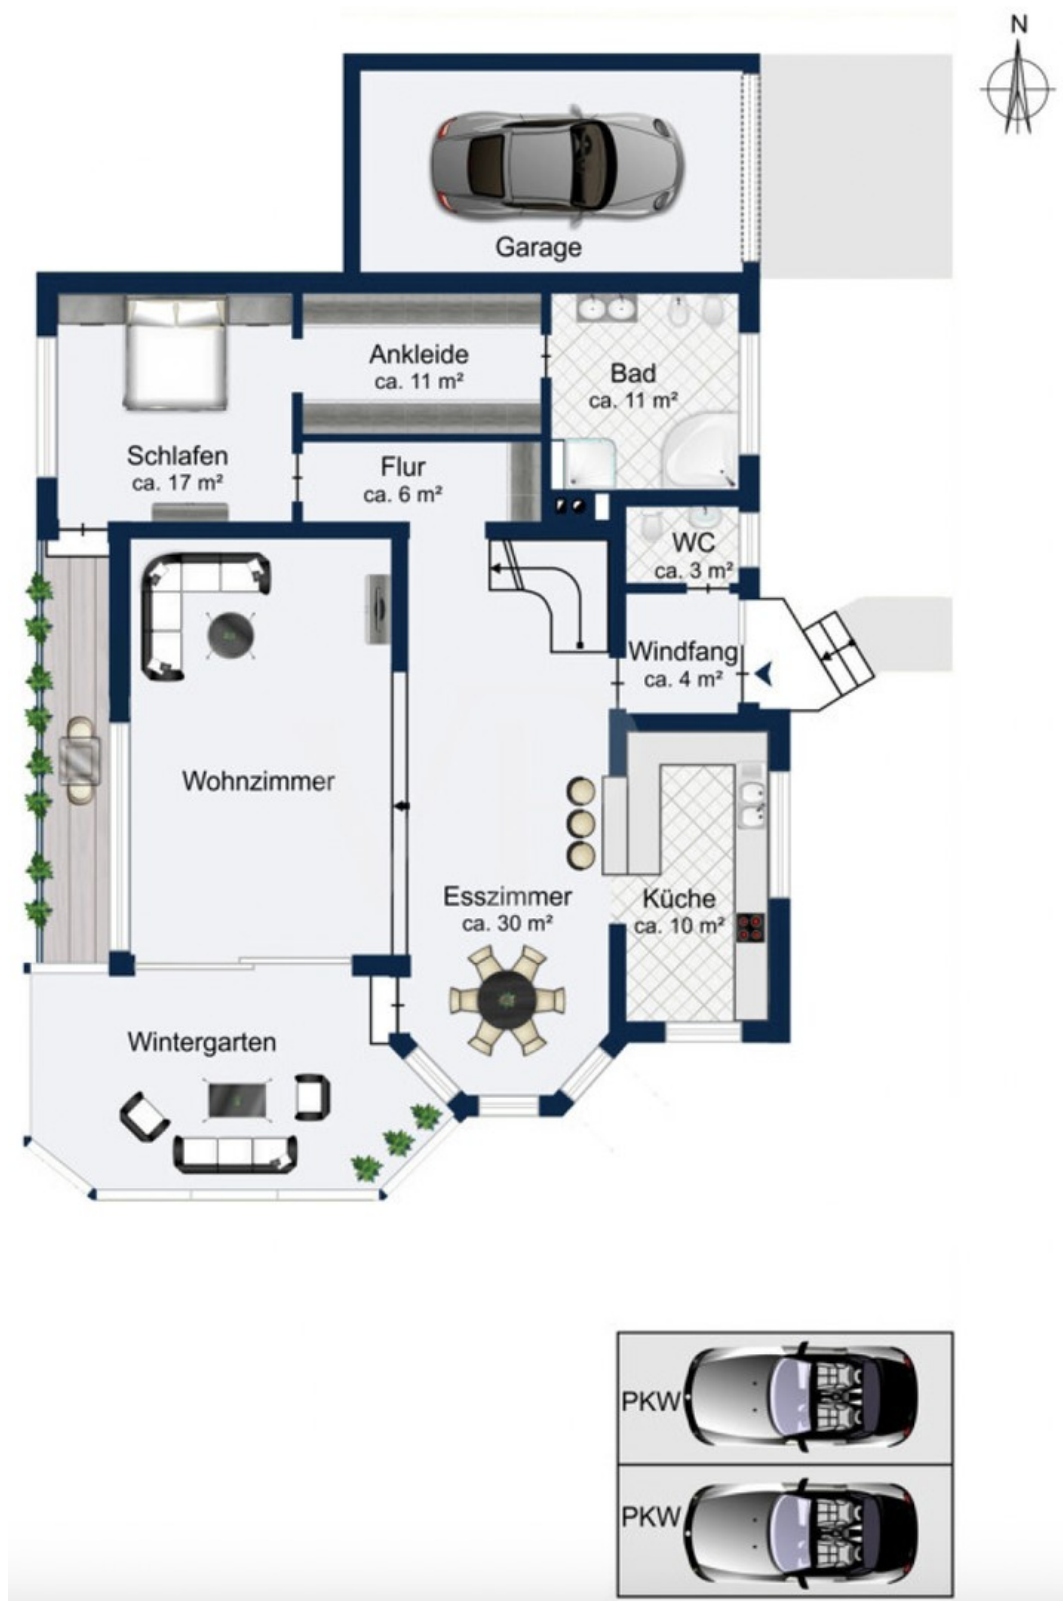 N
Garage
Ankleide
ca. 11 m²
Bad
ca. 11 m²
Schlafen
ca. 17 m²
Flur
ca. 6 m²
WC
ca. 3 m²
Windfang
ca. 4 m²
Wohnzimmer
Esszimmer
ca. 30 m²
Küche
ca. 10 m²
Wintergarten
PKW
PKW